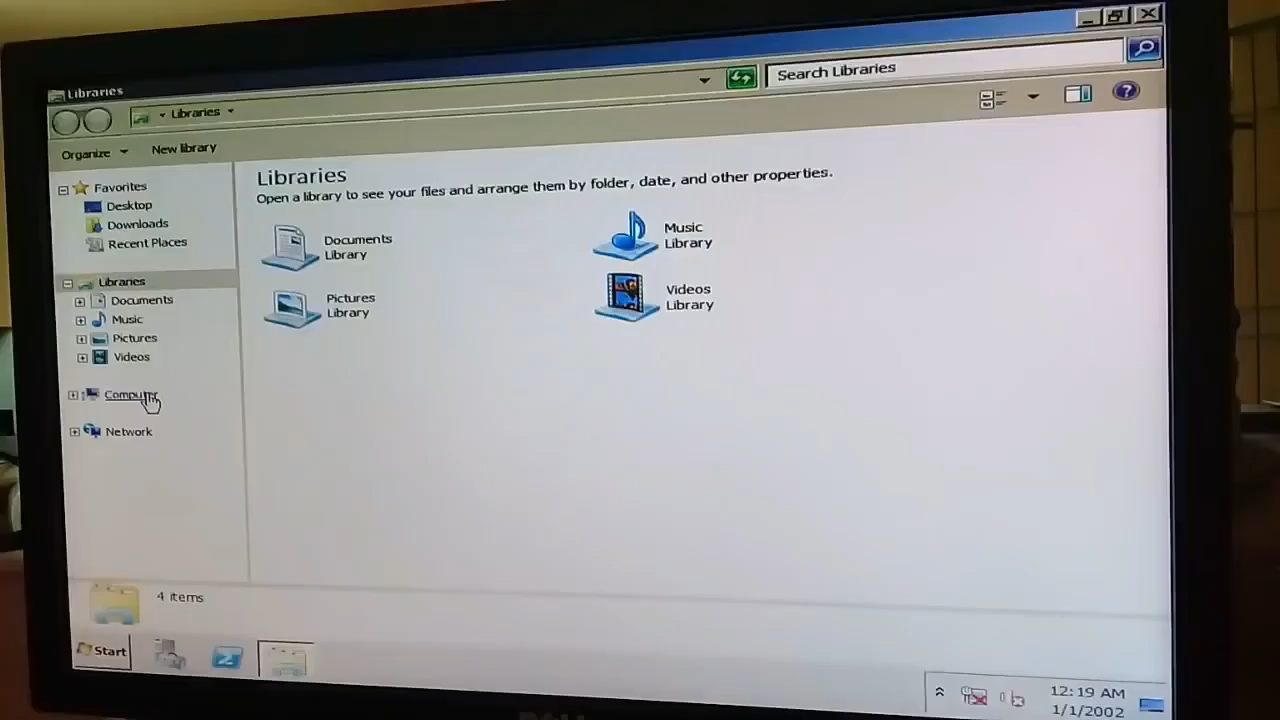 Libraries
Libraries
Search Libraries
Organize
New library
Favorites
Desktop
Downloads
Recent Places
Libraries
Documents
Music
Pictures
Videos
Computer
Network
Libraries
Open a library to see your files and arrange them by folder, date, and other properties.
Documents
Library
Music
Library
Pictures
Library
Videos
Library
4 items
Start
12:19 AM
1/1/2002